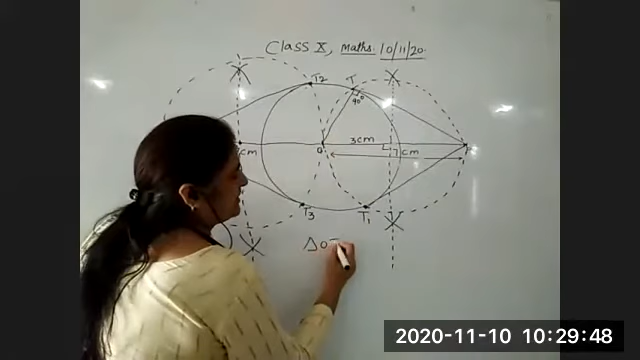 Class X, maths: 10/11/20.
T2
T
90°
3cm
O
7cm
P
cm
T3
T1
ΔO
2020-11-10 10:29:48